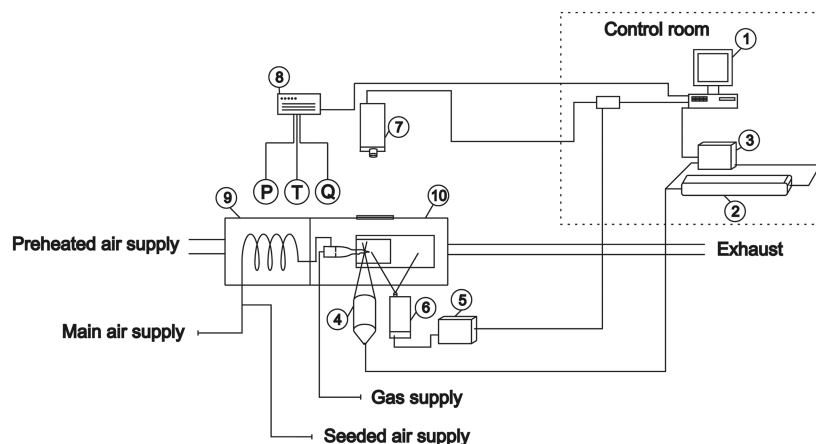 Control room
1
8
3
7
P T Q
2
9
10
Preheated air supply
Exhaust
4
6
5
Main air supply
Gas supply
Seeded air supply